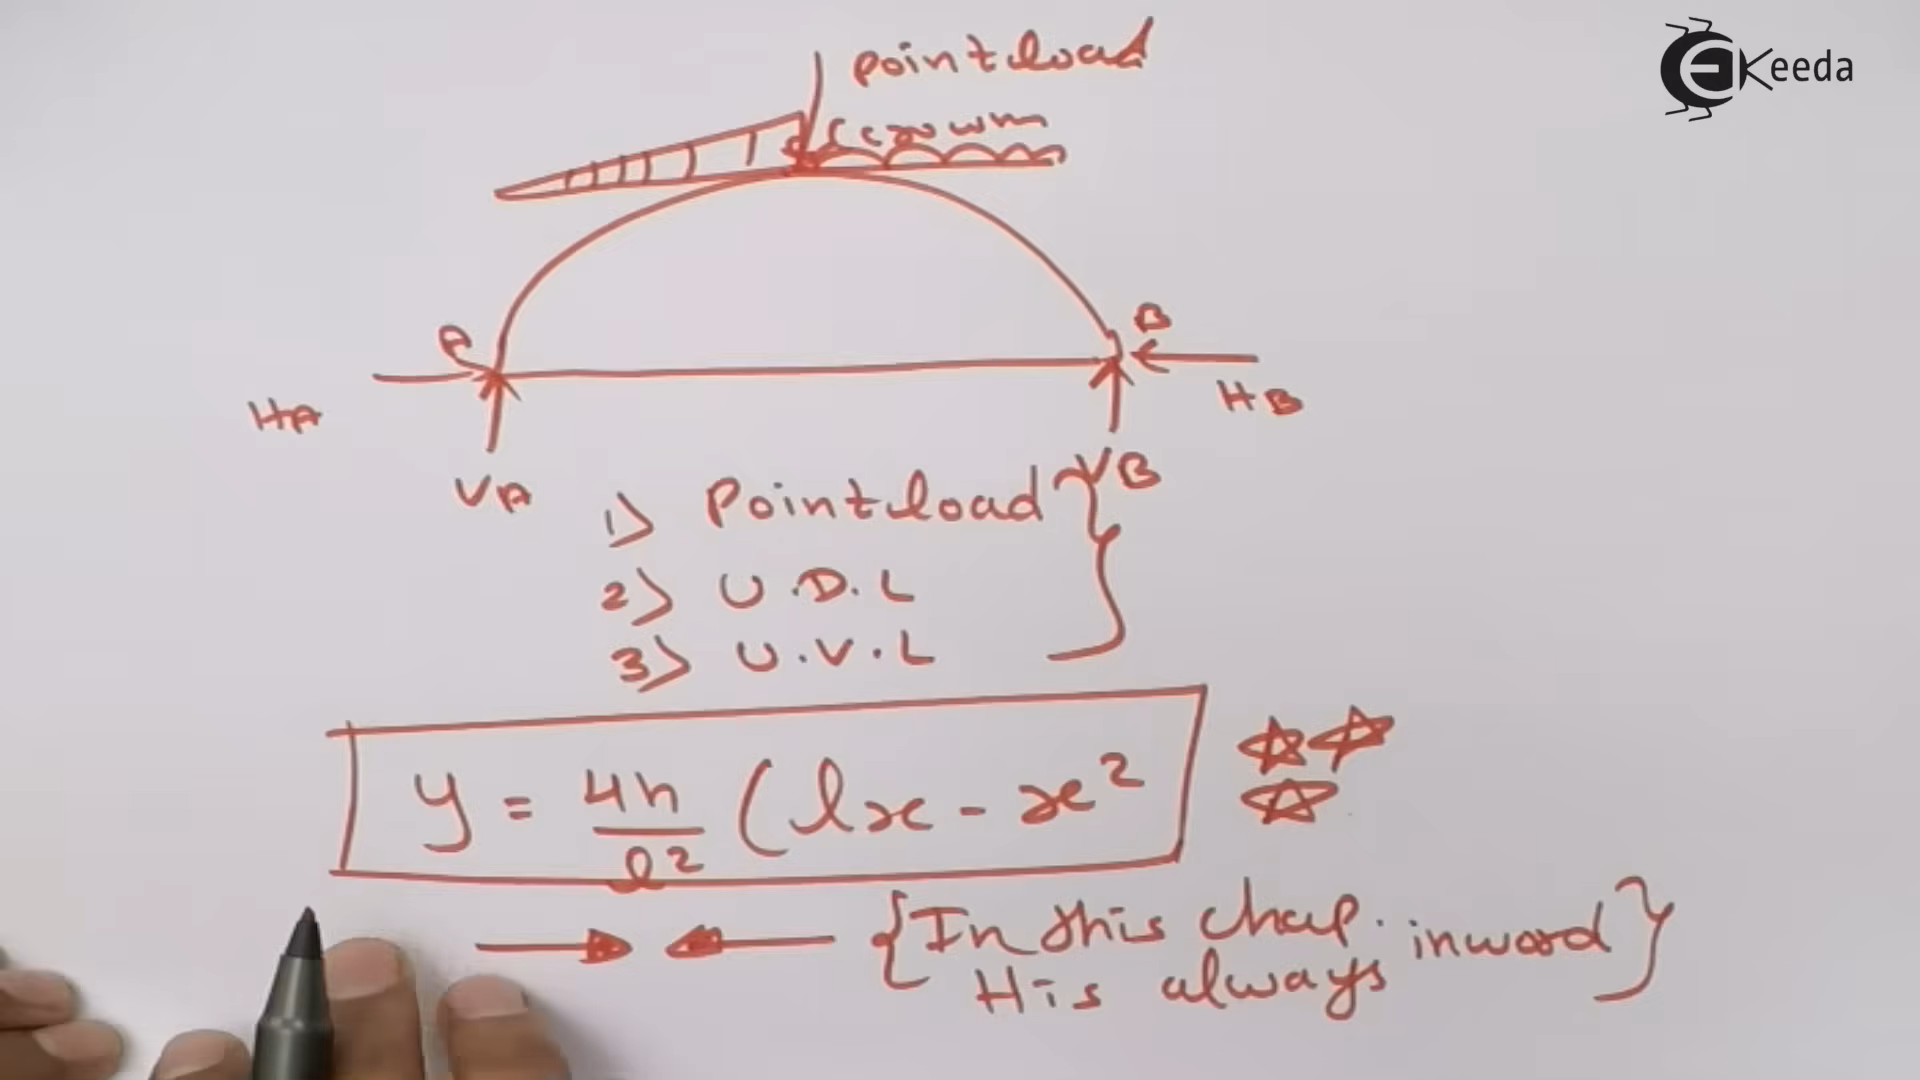 point load
EKeeda
crown
A
B
HA
HB
VA
VB
1) Point load
2) U.D.L
3) U.V.L
y = 4h/l² (lx - x²
{In this chap. inward}
H is always